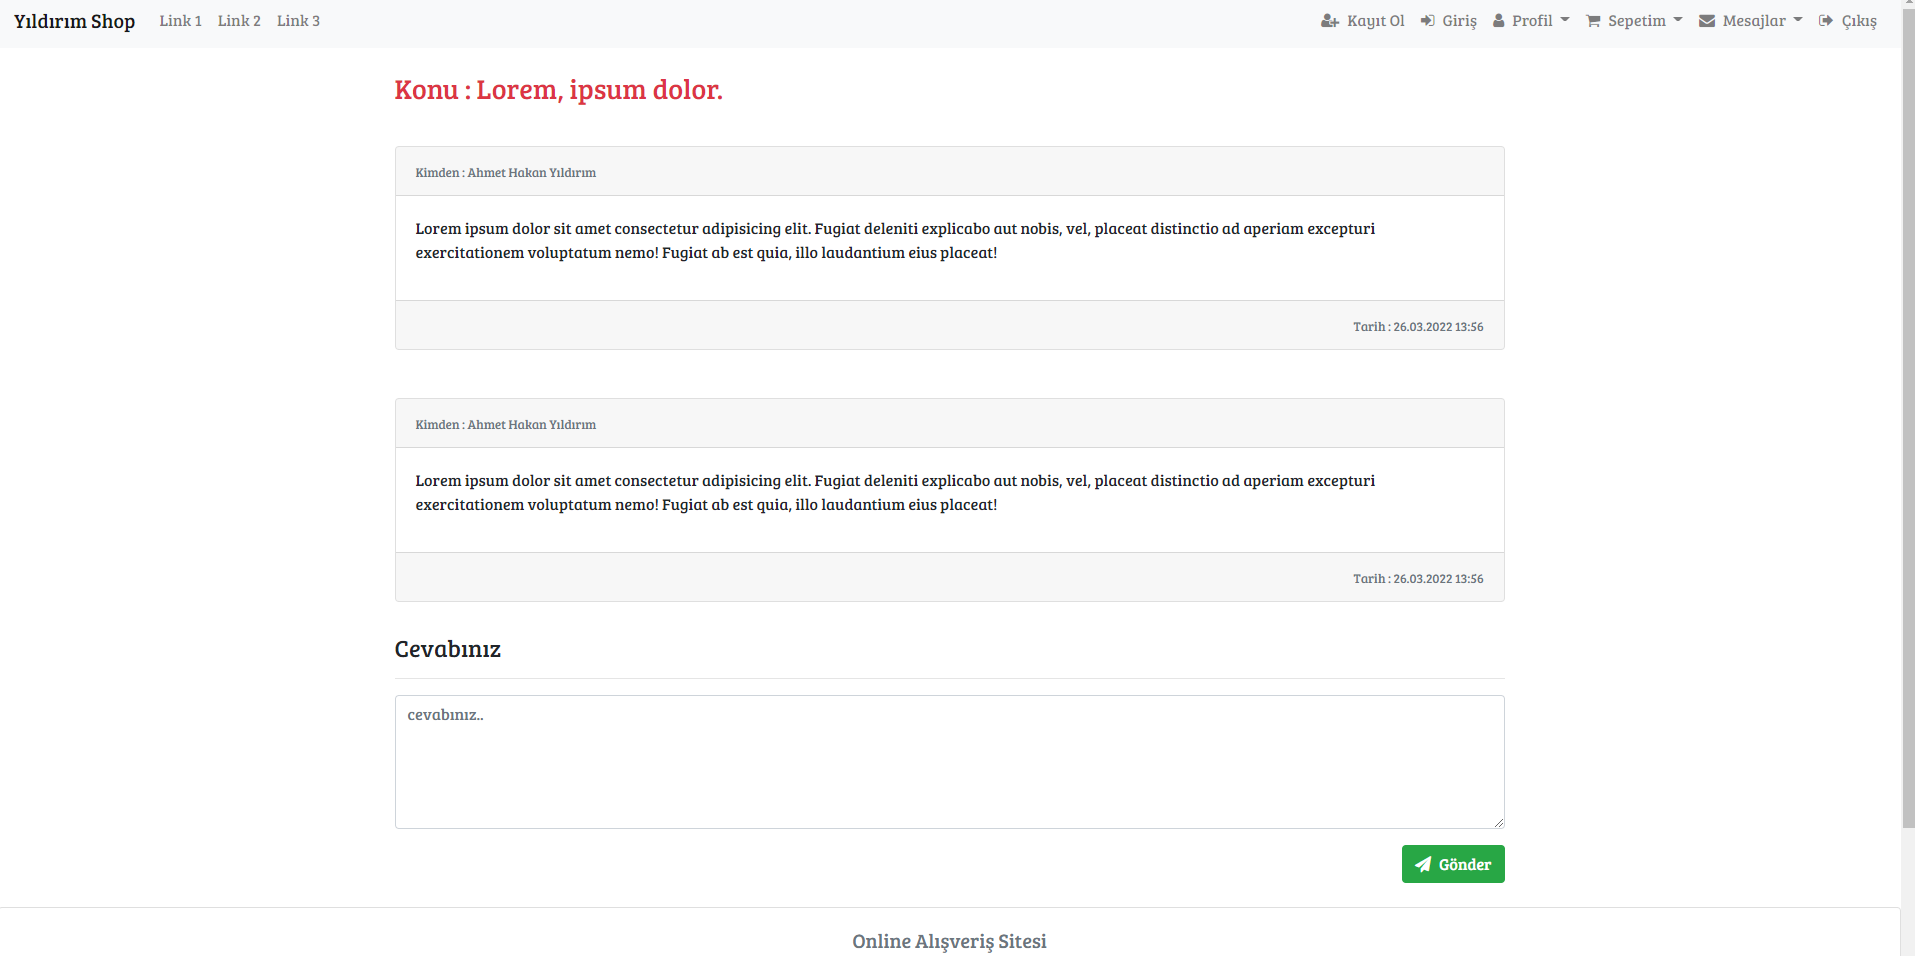 Yıldırım Shop Link 1 Link 2 Link 3 Kayıt Ol Giriş Profil Sepetim Mesajlar Çıkış
Konu : Lorem, ipsum dolor.
Kimden : Ahmet Hakan Yıldırım
Lorem ipsum dolor sit amet consectetur adipisicing elit. Fugiat deleniti explicabo aut nobis, vel, placeat distinctio ad aperiam excepturi
exercitationem voluptatum nemo! Fugiat ab est quia, illo laudantium eius placeat!
Tarih : 26.03.2022 13:56
Kimden : Ahmet Hakan Yıldırım
Lorem ipsum dolor sit amet consectetur adipisicing elit. Fugiat deleniti explicabo aut nobis, vel, placeat distinctio ad aperiam excepturi
exercitationem voluptatum nemo! Fugiat ab est quia, illo laudantium eius placeat!
Tarih : 26.03.2022 13:56
Cevabınız
cevabınız..
Gönder
Online Alışveriş Sitesi